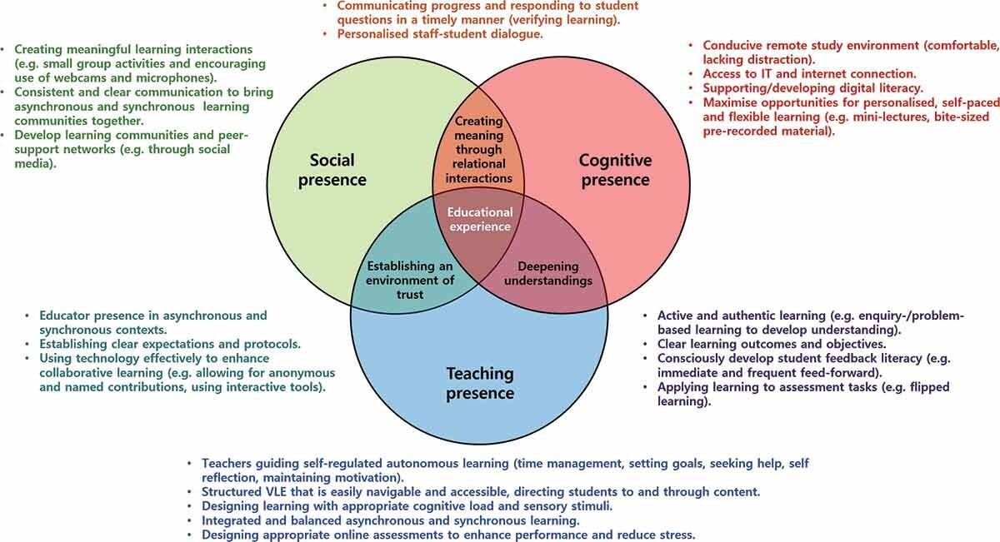 • Communicating progress and responding to student
questions in a timely manner (verifying learning).
• Personalised staff-student dialogue.
• Creating meaningful learning interactions
(e.g. small group activities and encouraging
use of webcams and microphones).
• Consistent and clear communication to bring
asynchronous and synchronous learning
communities together.
• Develop learning communities and peer-
support networks (e.g. through social
media).
• Conducive remote study environment (comfortable,
lacking distraction).
• Access to IT and internet connection.
• Supporting/developing digital literacy.
• Maximise opportunities for personalised, self-paced
and flexible learning (e.g. mini-lectures, bite-sized
pre-recorded material).
Social
presence
Creating
meaning
through
relational
interactions
Cognitive
presence
Educational
experience
Establishing an
environment of
trust
Deepening
understandings
Teaching
presence
• Educator presence in asynchronous and
synchronous contexts.
• Establishing clear expectations and protocols.
• Using technology effectively to enhance
collaborative learning (e.g. allowing for anonymous
and named contributions, using interactive tools).
• Active and authentic learning (e.g. enquiry-/problem-
based learning to develop understanding).
• Clear learning outcomes and objectives.
• Consciously develop student feedback literacy (e.g.
immediate and frequent feed-forward).
• Applying learning to assessment tasks (e.g. flipped
learning).
• Teachers guiding self-regulated autonomous learning (time management, setting goals, seeking help, self
reflection, maintaining motivation).
• Structured VLE that is easily navigable and accessible, directing students to and through content.
• Designing learning with appropriate cognitive load and sensory stimuli.
• Integrated and balanced asynchronous and synchronous learning.
• Designing appropriate online assessments to enhance performance and reduce stress.